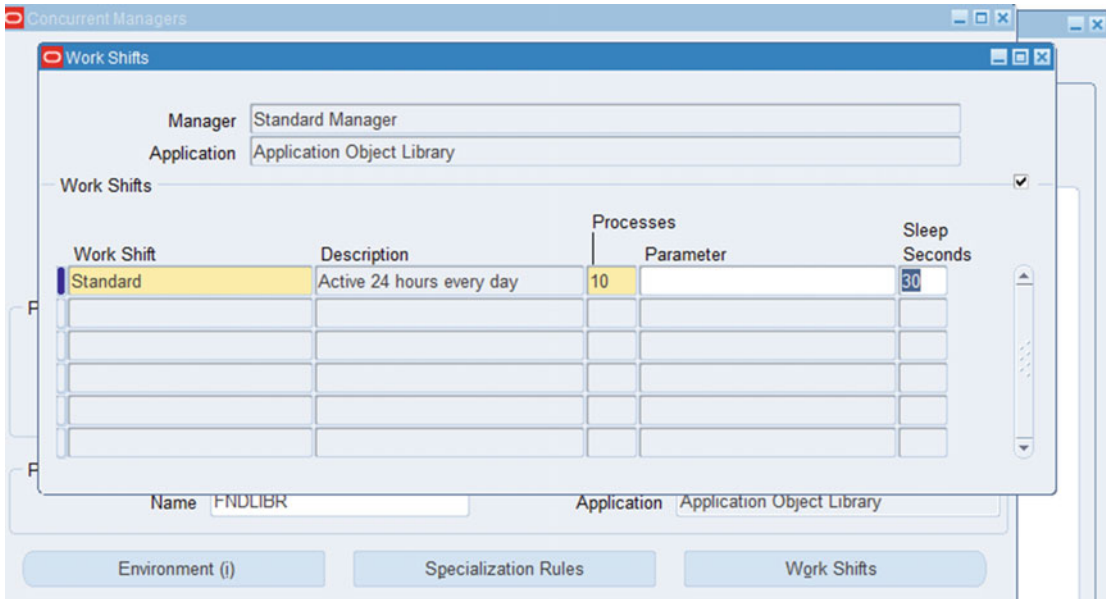 Concurrent Managers
Work Shifts
Manager Standard Manager
Application Application Object Library
Work Shifts
Processes
Sleep
Work Shift Description Parameter Seconds
Standard Active 24 hours every day 10 30
Name FNDLIBR Application Application Object Library
Environment (i) Specialization Rules Work Shifts